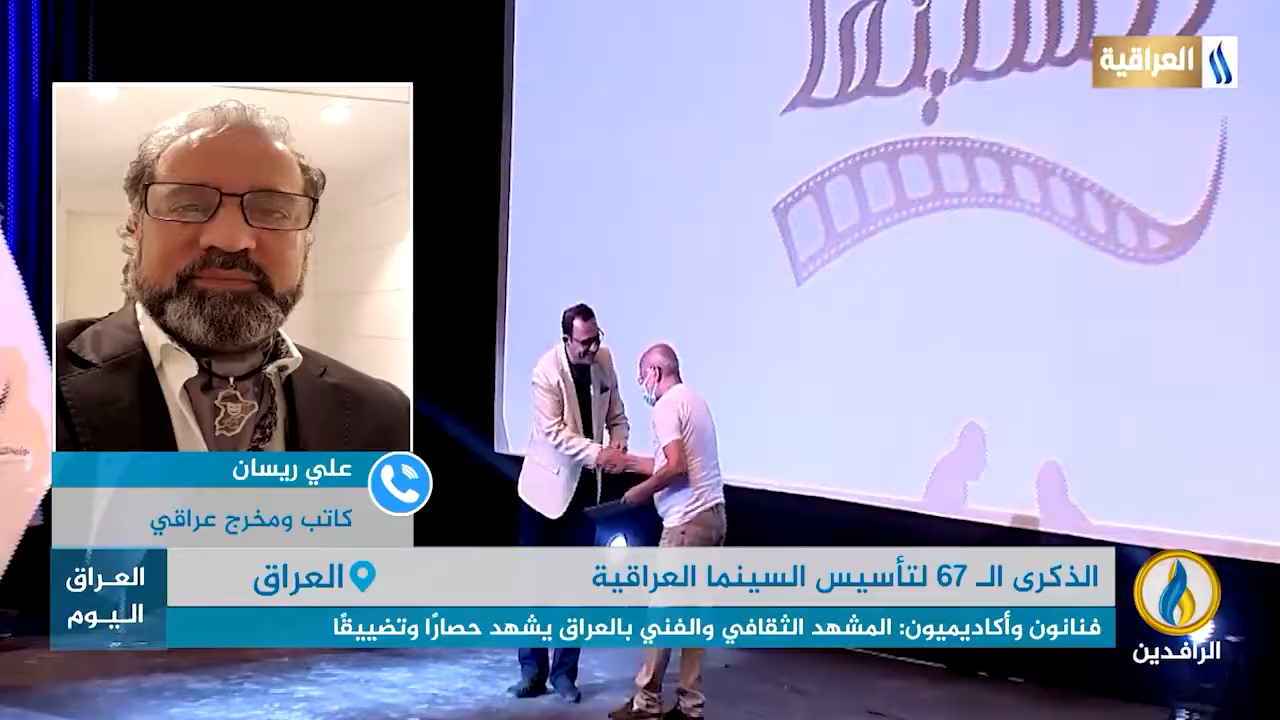 السينما
العراقية
علي ريسان
كاتب ومخرج عراقي
الذكرى الـ 67 لتأسيس السينما العراقية
العراق
العراق
اليوم
فنانون وأكاديميون: المشهد الثقافي والفني بالعراق يشهد حصارًا وتضييقًا
الرافدين